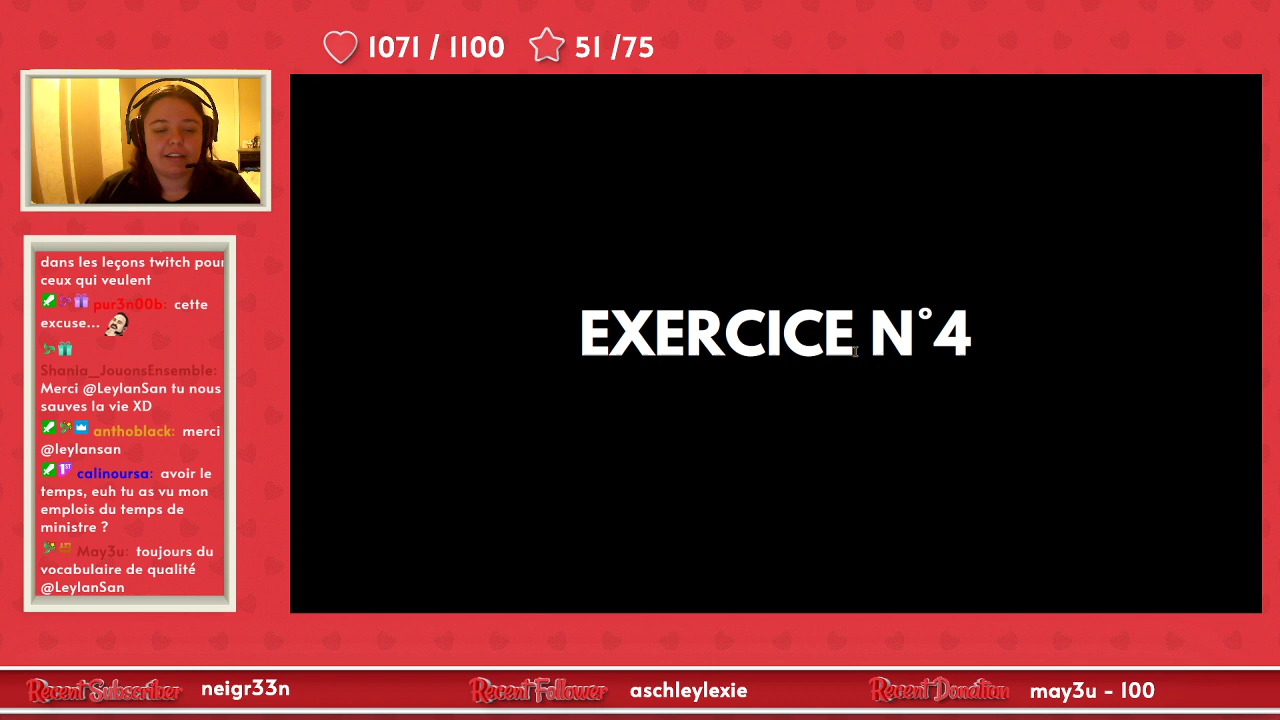 1071 / 1100
51 /75
dans les leçons twitch pour
ceux qui veulent
pur3n00b: cette
excuse...
Shania_JouonsEnsemble:
Merci @LeylanSan tu nous
sauves la vie XD
anthoblack: merci
@leylansan
1ST calinoursa: avoir le
temps, euh tu as vu mon
emplois du temps de
ministre ?
May3u: toujours du
vocabulaire de qualité
@LeylanSan
EXERCICE N°4
Recent Subscriber neigr33n
Recent Follower aschleylexie
Recent Donation may3u - 100